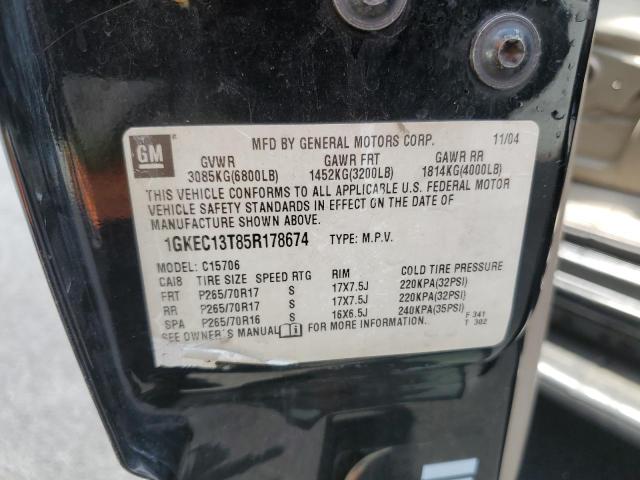 GM
MFD BY GENERAL MOTORS CORP. 11/04
GVWR GAWR FRT GAWR RR
3085KG(6800LB) 1452KG(3200LB) 1814KG(4000LB)
THIS VEHICLE CONFORMS TO ALL APPLICABLE U.S. FEDERAL MOTOR
VEHICLE SAFETY STANDARDS IN EFFECT ON THE DATE OF
MANUFACTURE SHOWN ABOVE.
1GKEC13T85R178674 TYPE: M.P.V.
MODEL: C15706
CAI8 TIRE SIZE SPEED RTG RIM COLD TIRE PRESSURE
FRT P265/70R17 S 17X7.5J 220KPA(32PSI)
RR P265/70R17 S 17X7.5J 220KPA(32PSI)
SPA P265/70R16 S 16X6.5J 240KPA(35PSI)
SEE OWNER'S MANUAL FOR MORE INFORMATION. F 341
T 302